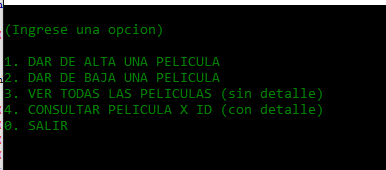 (Ingrese una opcion)
1. DAR DE ALTA UNA PELICULA
2. DAR DE BAJA UNA PELICULA
3. VER TODAS LAS PELICULAS (sin detalle)
4. CONSULTAR PELICULA X ID (con detalle)
0. SALIR